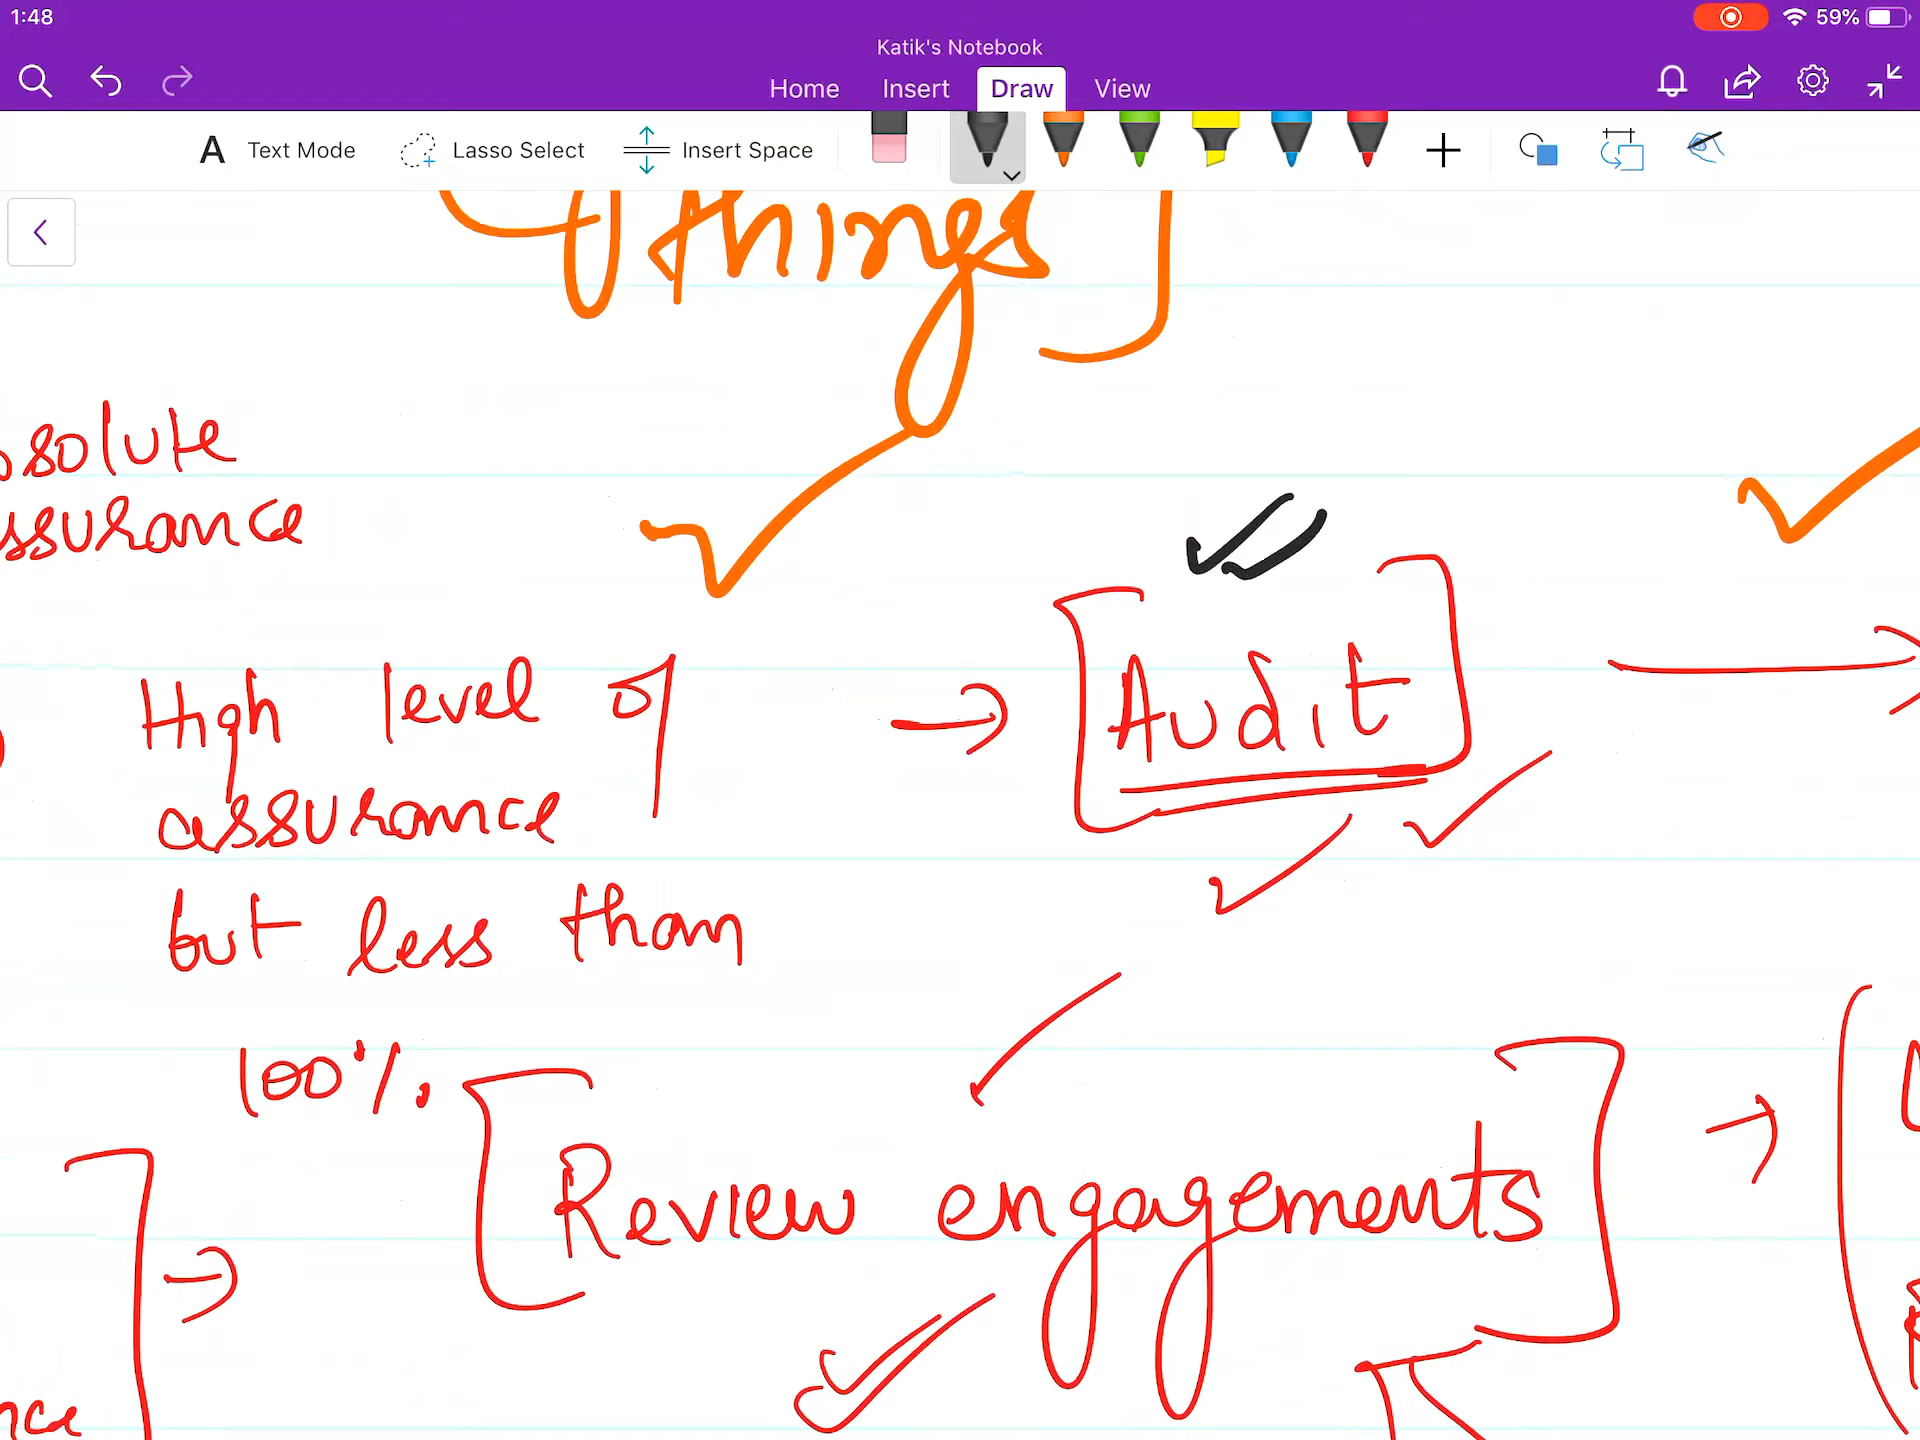 1:48
59%
Katik's Notebook
Home Insert Draw View
A Text Mode Lasso Select Insert Space
things
solute
ssurance
High level of
assurance
but less than
100%.
Audit
Review engagements
nce